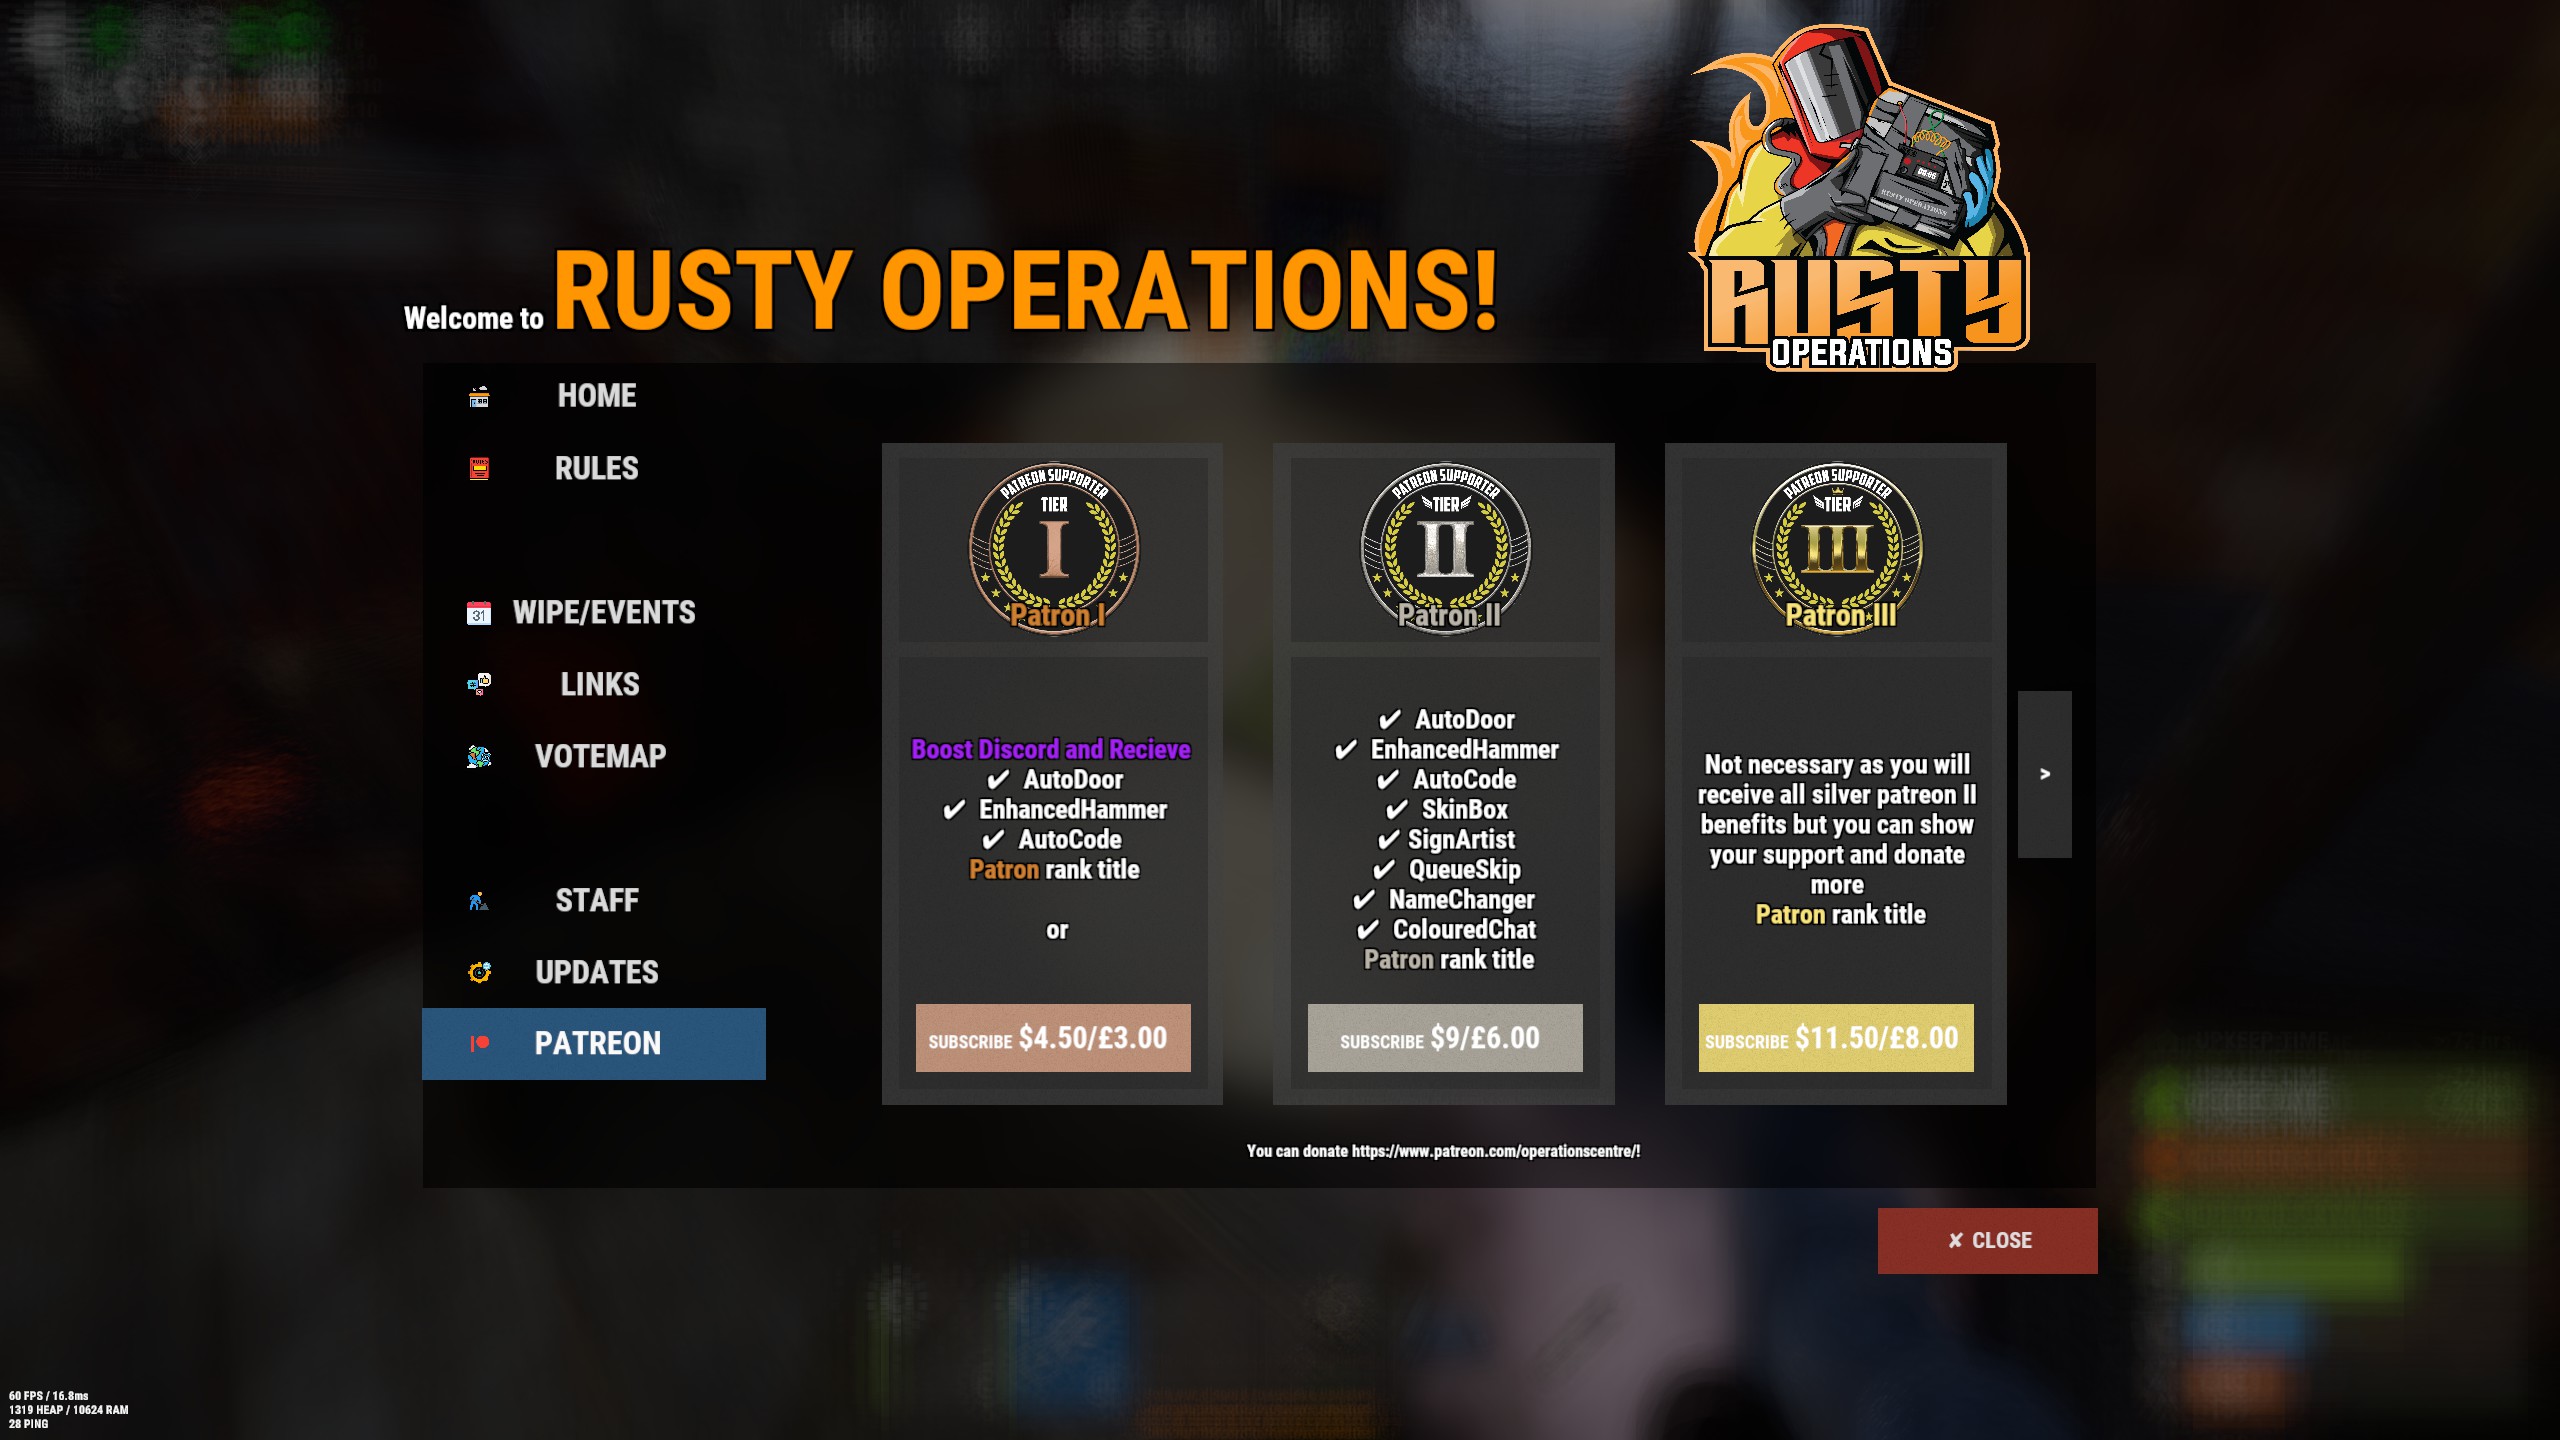 Welcome to RUSTY OPERATIONS!
RUSTY
OPERATIONS
RUSTY OPERATIONS
HOME
RULES
31 WIPE/EVENTS
LINKS
VOTEMAP
STAFF
UPDATES
PATREON
PATREON SUPPORTER
TIER
I
Patron I
Boost Discord and Recieve
✔ AutoDoor
✔ EnhancedHammer
✔ AutoCode
Patron rank title
or
SUBSCRIBE $4.50/£3.00
PATREON SUPPORTER
TIER
II
Patron II
✔ AutoDoor
✔ EnhancedHammer
✔ AutoCode
✔ SkinBox
✔ SignArtist
✔ QueueSkip
✔ NameChanger
✔ ColouredChat
Patron rank title
SUBSCRIBE $9/£6.00
PATREON SUPPORTER
TIER
III
Patron III
Not necessary as you will
receive all silver patreon II
benefits but you can show
your support and donate
more
Patron rank title
SUBSCRIBE $11.50/£8.00
>
You can donate https://www.patreon.com/operationscentre/!
✘ CLOSE
60 FPS / 16.8ms
1319 HEAP / 10624 RAM
28 PING